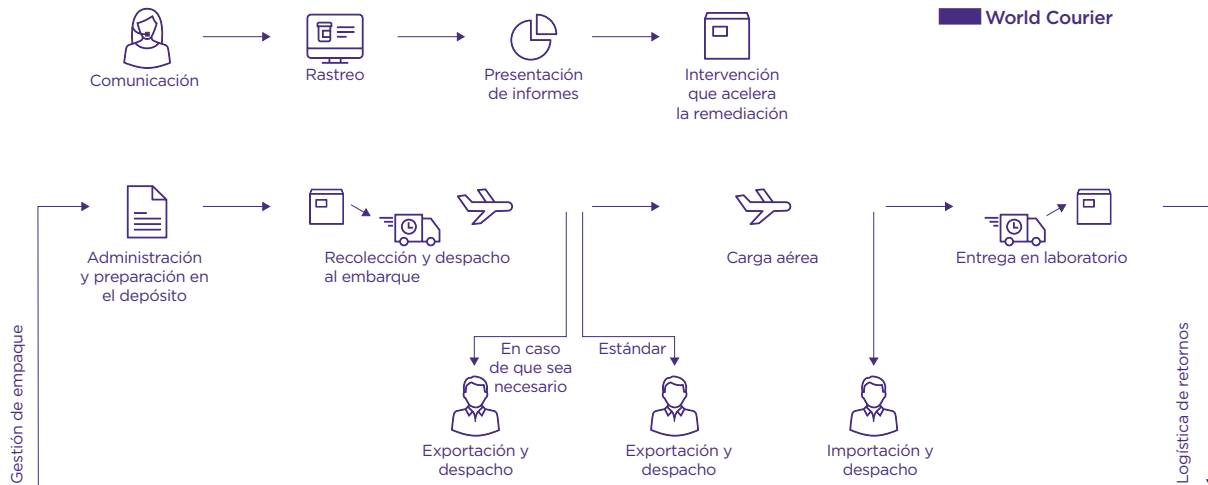 World Courier
Comunicación
Rastreo
Presentación
de informes
Intervención
que acelera
la remediación
Administración
y preparación en
el depósito
Recolección y despacho
al embarque
Carga aérea
Entrega en laboratorio
Gestión de empaque
En caso
de que sea
necesario
Estándar
Logística de retornos
Exportación y
despacho
Exportación y
despacho
Importación y
despacho